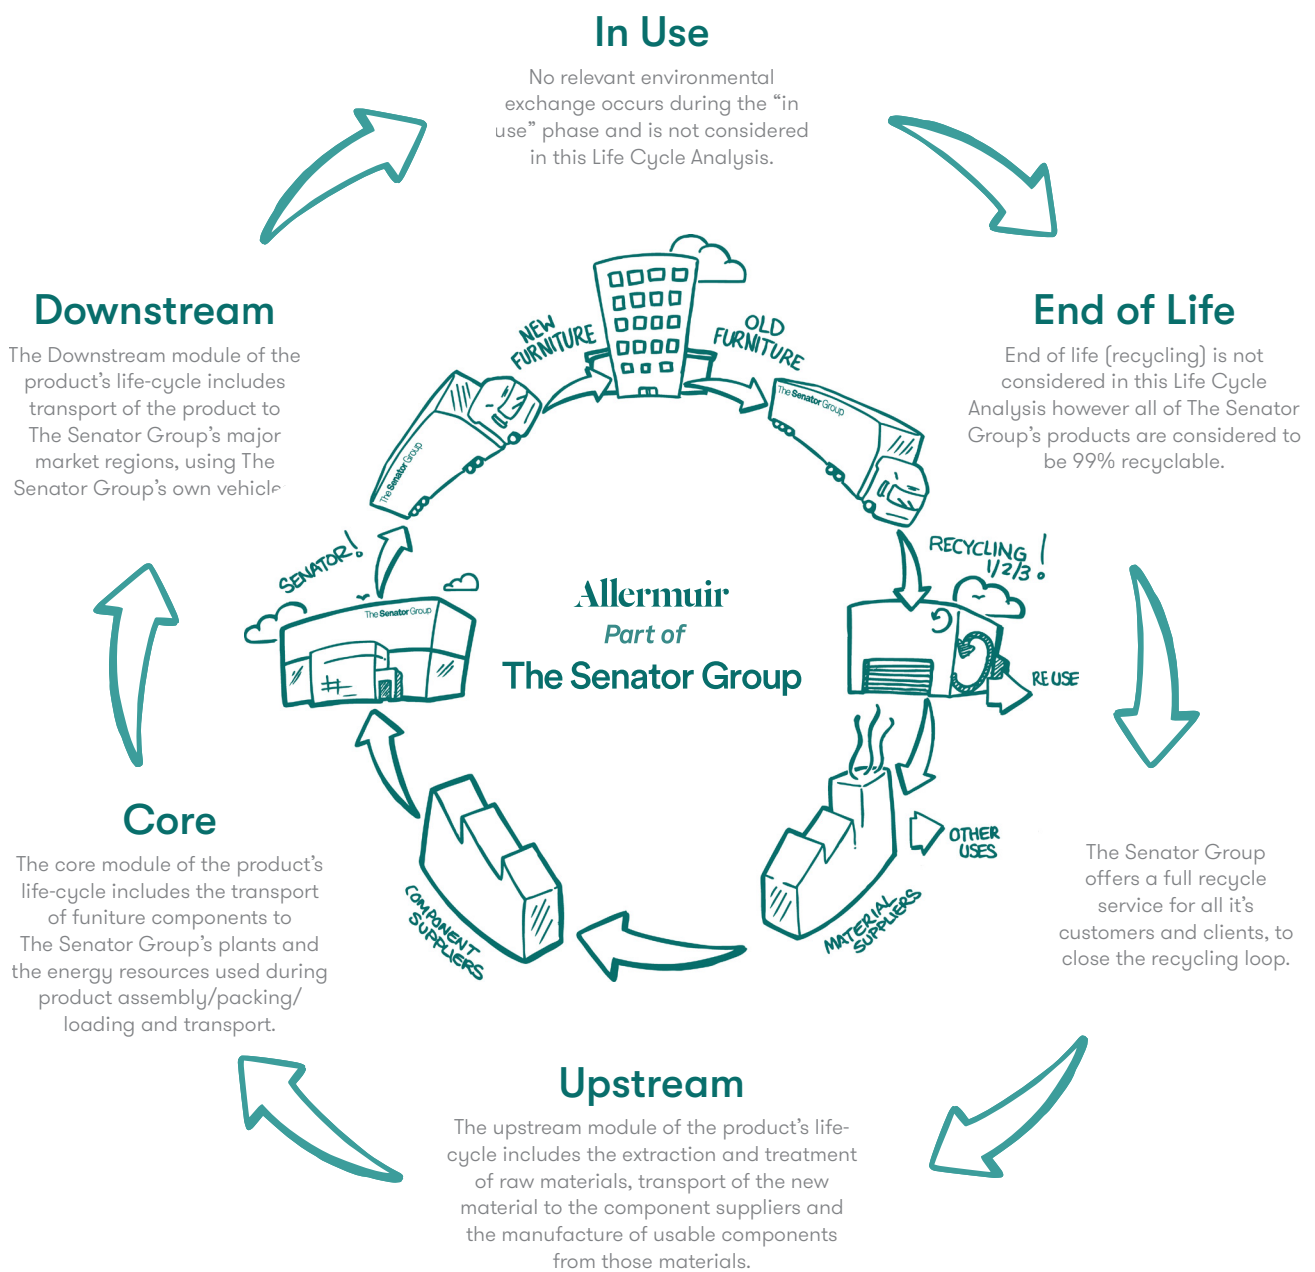 In Use
No relevant environmental
exchange occurs during the “in
use” phase and is not considered
in this Life Cycle Analysis.
Downstream
The Downstream module of the
product’s life-cycle includes
transport of the product to
The Senator Group’s major
market regions, using The
Senator Group’s own vehicle
End of Life
End of life (recycling) is not
considered in this Life Cycle
Analysis however all of The Senator
Group’s products are considered to
be 99% recyclable.
NEW
FURNITURE
OLD
FURNITURE
The Senator Group
The Senator Group
SENATOR!
RECYCLING
1/2/3!
The Senator Group
Allermuir
Part of
The Senator Group
RE USE
OTHER
USES
COMPONENT
SUPPLIERS
MATERIAL
SUPPLIERS
Core
The core module of the product’s
life-cycle includes the transport
of funiture components to
The Senator Group’s plants and
the energy resources used during
product assembly/packing/
loading and transport.
The Senator Group
offers a full recycle
service for all it’s
customers and clients, to
close the recycling loop.
Upstream
The upstream module of the product’s life-
cycle includes the extraction and treatment
of raw materials, transport of the new
material to the component suppliers and
the manufacture of usable components
from those materials.